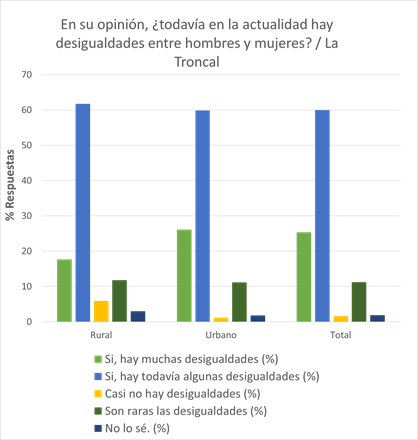 En su opinión, ¿todavía en la actualidad hay
desigualdades entre hombres y mujeres? / La
Troncal
% Respuestas
70
60
50
40
30
20
10
0
Rural
Urbano
Total
Si, hay muchas desigualdades (%)
Si, hay todavía algunas desigualdades (%)
Casi no hay desigualdades (%)
Son raras las desigualdades (%)
No lo sé. (%)